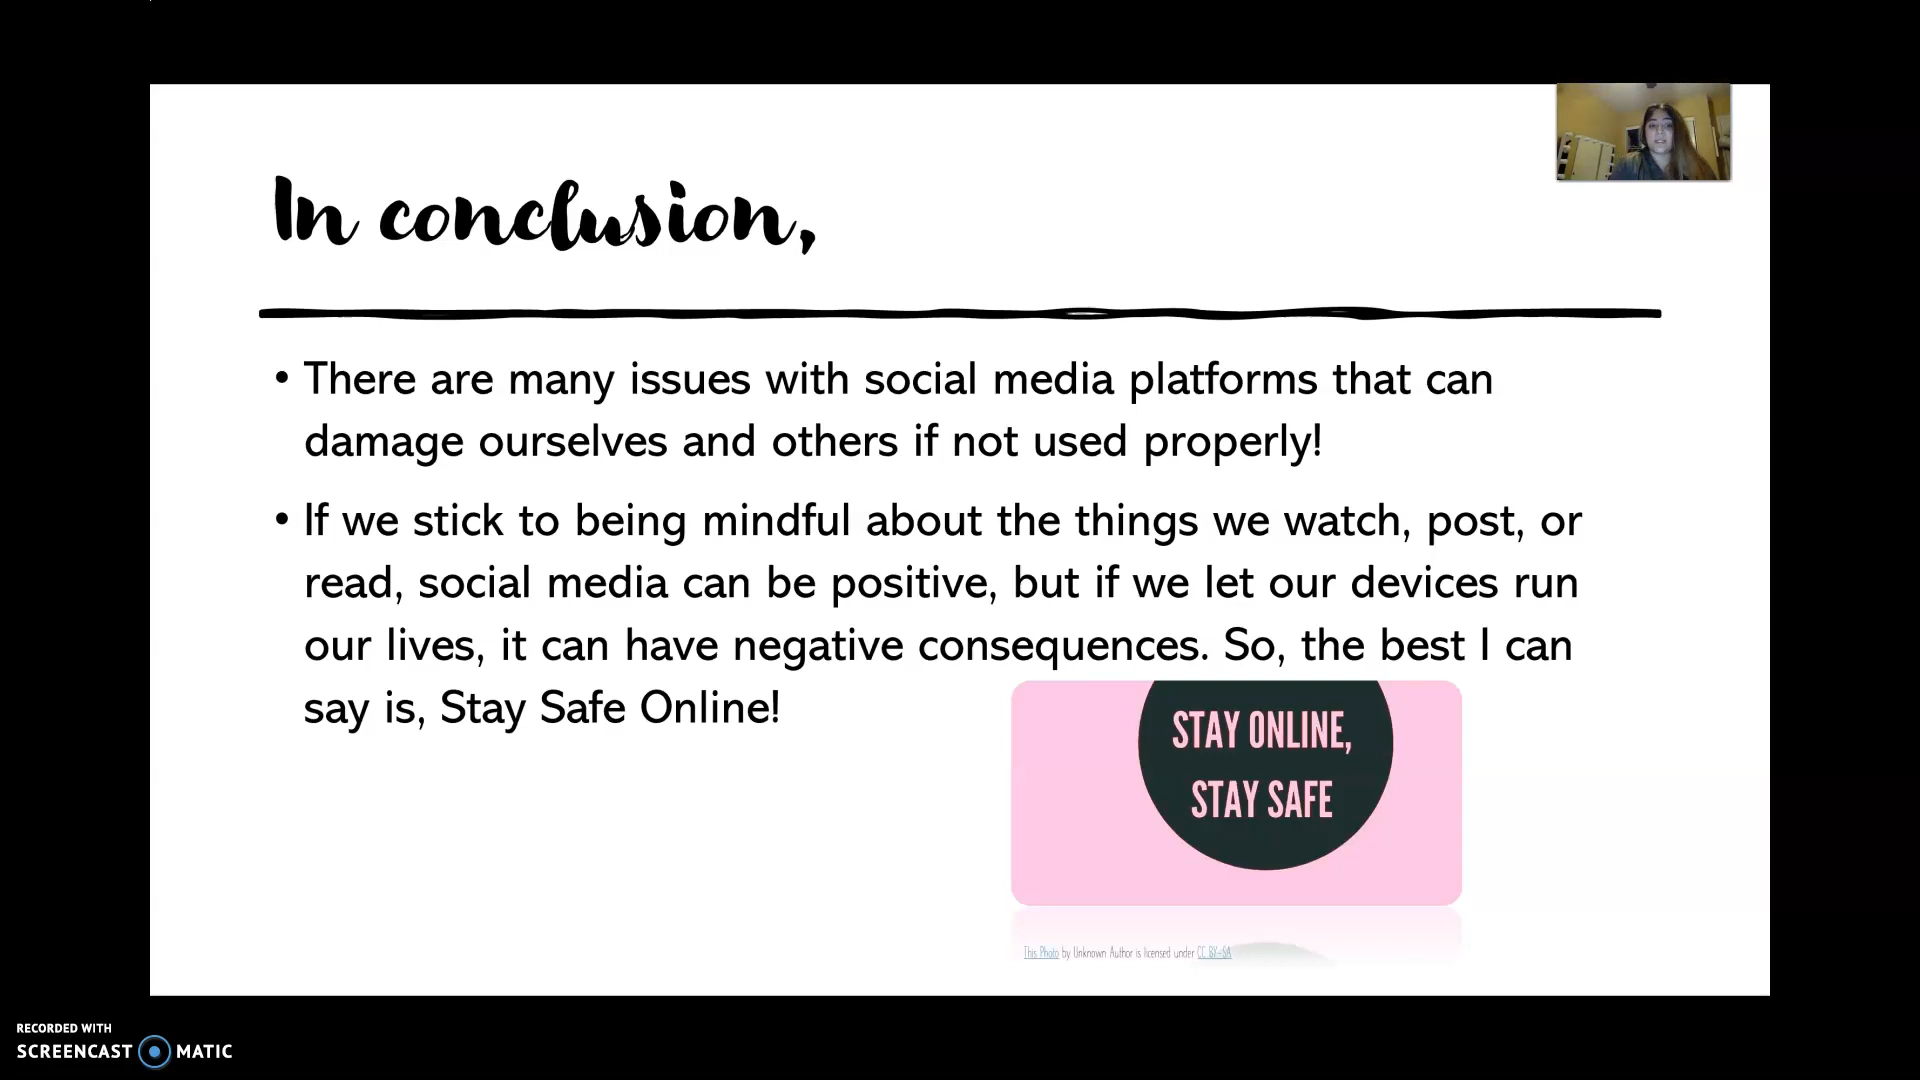 In conclusion,
• There are many issues with social media platforms that can
damage ourselves and others if not used properly!
• If we stick to being mindful about the things we watch, post, or
read, social media can be positive, but if we let our devices run
our lives, it can have negative consequences. So, the best I can
say is, Stay Safe Online!
STAY ONLINE,
STAY SAFE
This Photo by Unknown Author is licensed under CC BY-SA
RECORDED WITH
SCREENCAST MATIC